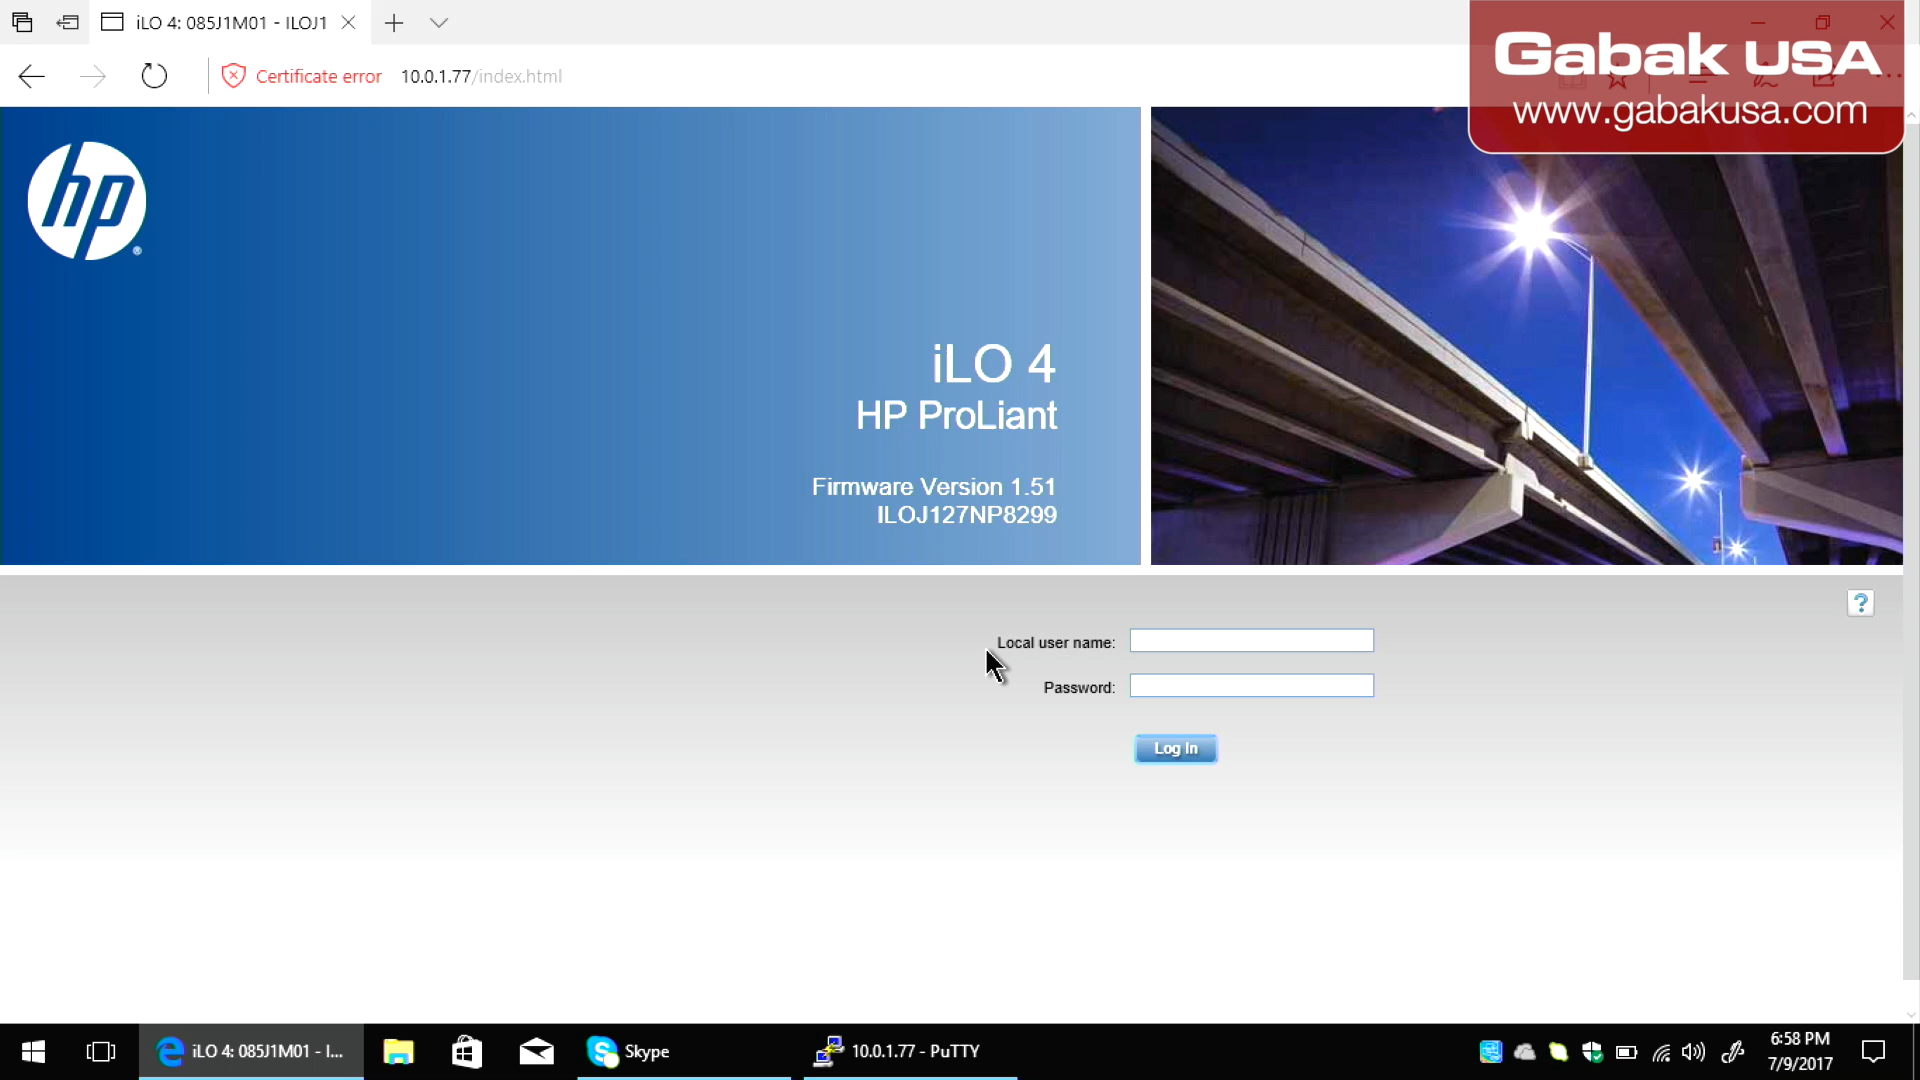 iLO 4: 085J1M01 - ILOJ1
Certificate error
10.0.1.77/index.html
Gabak USA
www.gabakusa.com
hp
iLO 4
HP ProLiant
Firmware Version 1.51
ILOJ127NP8299
?
Local user name:
Password:
Log In
iLO 4: 085J1M01 - I...
Skype
10.0.1.77 - PuTTY
6:58 PM
7/9/2017